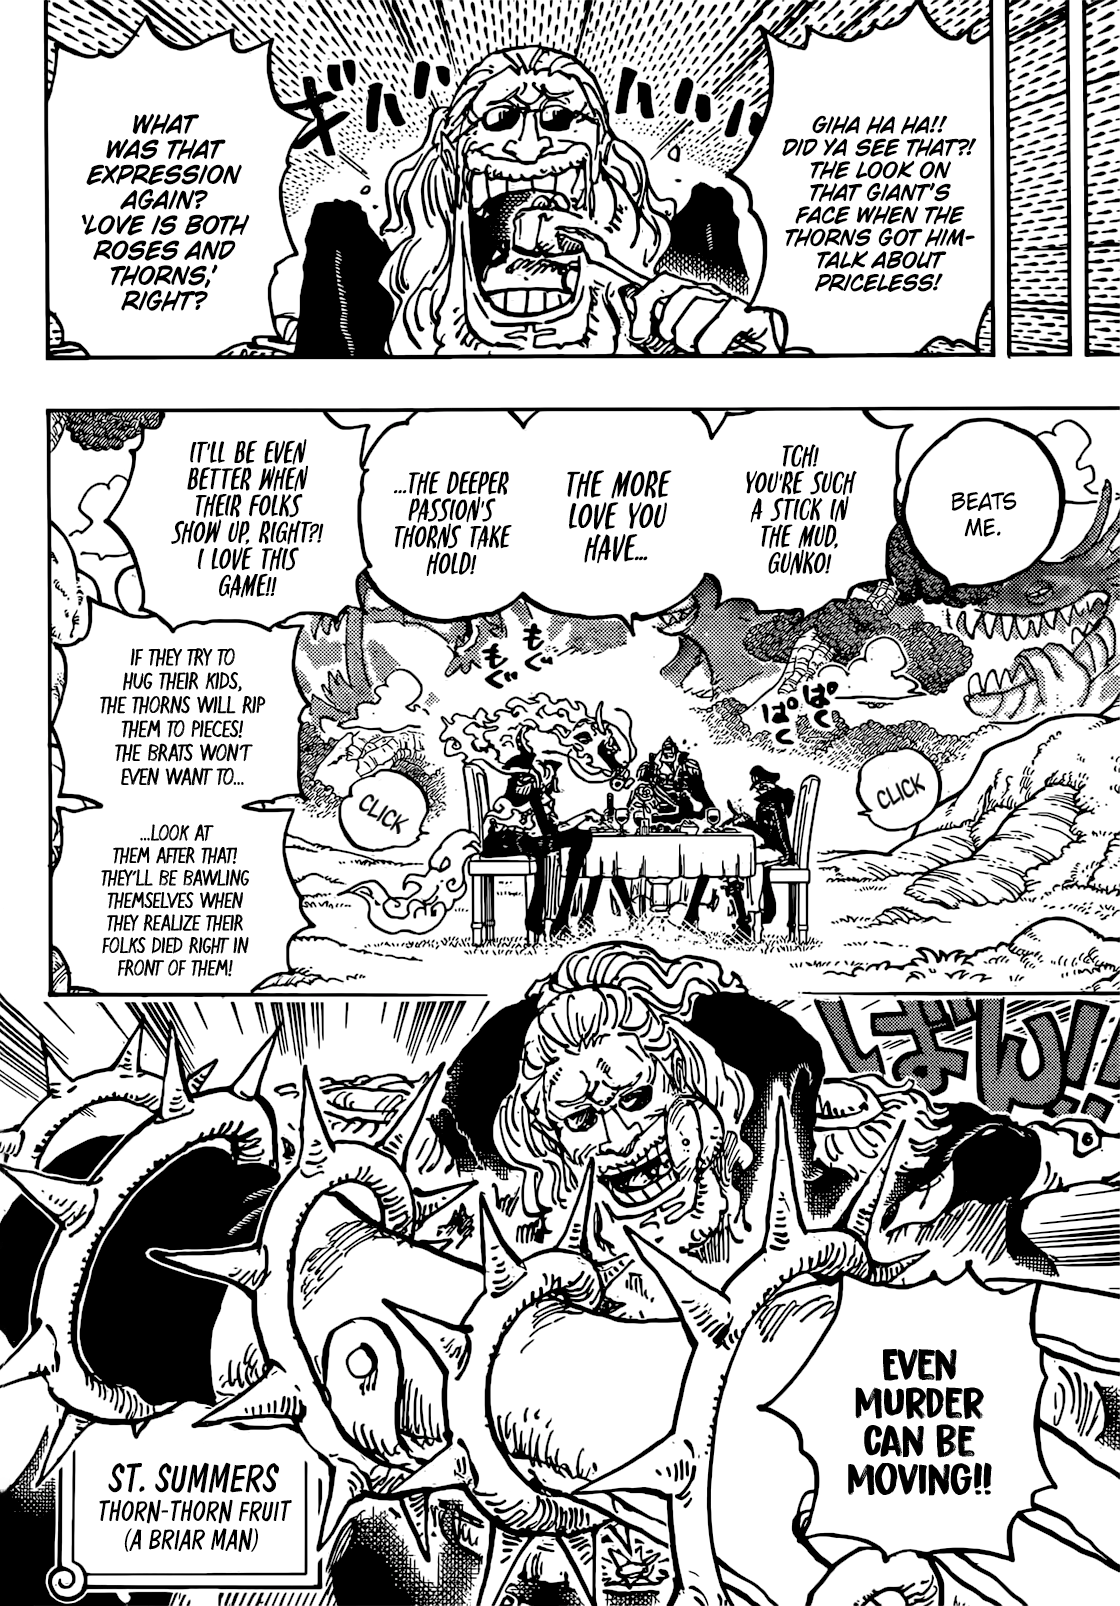 GIHA HA HA!!
DID YA SEE THAT?!
THE LOOK ON
THAT GIANT'S
FACE WHEN THE
THORNS GOT HIM-
TALK ABOUT
PRICELESS!
ギギギ
WHAT
WAS THAT
EXPRESSION
AGAIN?
'LOVE IS BOTH
ROSES AND
THORNS,'
RIGHT?
BEATS
ME.
TCH!
YOU'RE SUCH
A STICK IN
THE MUD,
GUNKO!
THE MORE
LOVE YOU
HAVE...
...THE DEEPER
PASSION'S
THORNS TAKE
HOLD!
IT'LL BE EVEN
BETTER WHEN
THEIR FOLKS
SHOW UP, RIGHT?!
I LOVE THIS
GAME!!
ぱく
ぱく
もぐ
もぐ
CLICK
CLICK
IF THEY TRY TO
HUG THEIR KIDS,
THE THORNS WILL RIP
THEM TO PIECES!
THE BRATS WON'T
EVEN WANT TO...
...LOOK AT
THEM AFTER THAT!
THEY'LL BE BAWLING
THEMSELVES WHEN
THEY REALIZE THEIR
FOLKS DIED RIGHT IN
FRONT OF THEM!
ばん!!
EVEN
MURDER
CAN BE
MOVING!!
ST. SUMMERS
THORN-THORN FRUIT
(A BRIAR MAN)